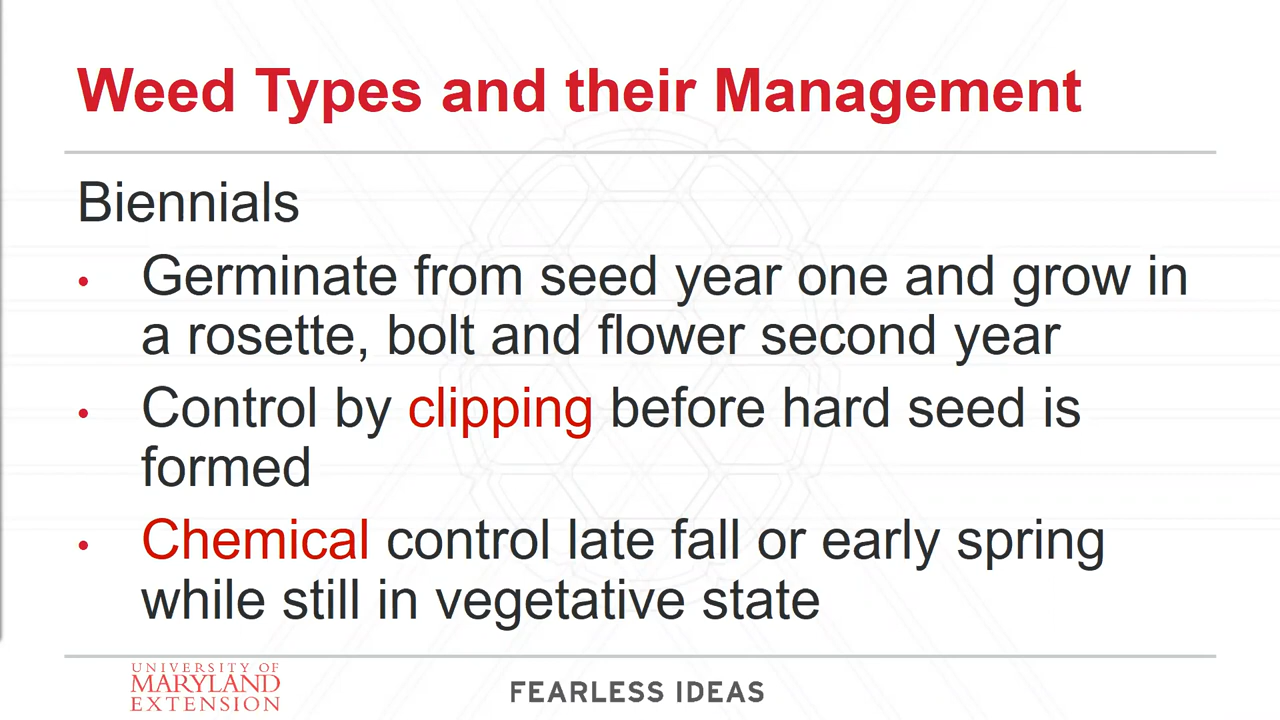 Weed Types and their Management
Biennials
• Germinate from seed year one and grow in
a rosette, bolt and flower second year
• Control by clipping before hard seed is
formed
• Chemical control late fall or early spring
while still in vegetative state
UNIVERSITY OF
MARYLAND
EXTENSION
FEARLESS IDEAS